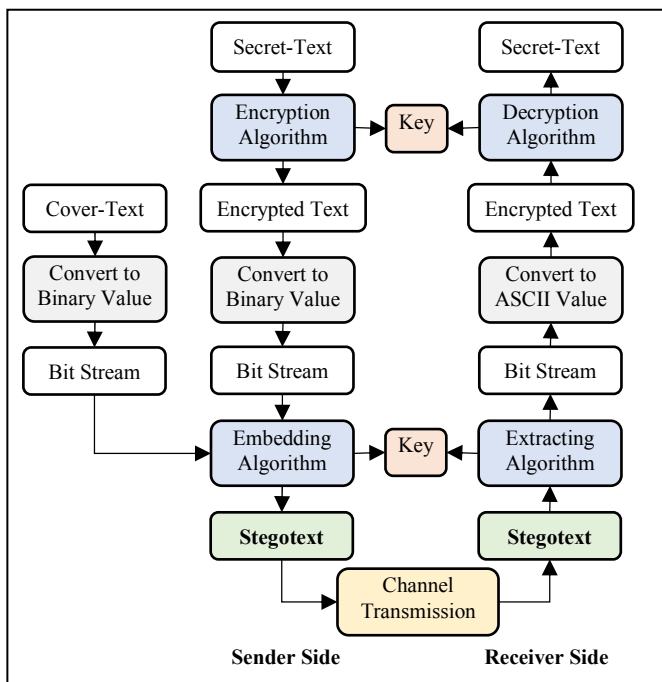 Secret-Text
Secret-Text
Encryption
Algorithm
Key
Decryption
Algorithm
Cover-Text
Encrypted Text
Encrypted Text
Convert to
Binary Value
Convert to
Binary Value
Convert to
ASCII Value
Bit Stream
Bit Stream
Bit Stream
Embedding
Algorithm
Key
Extracting
Algorithm
Stegotext
Stegotext
Channel
Transmission
Sender Side
Receiver Side